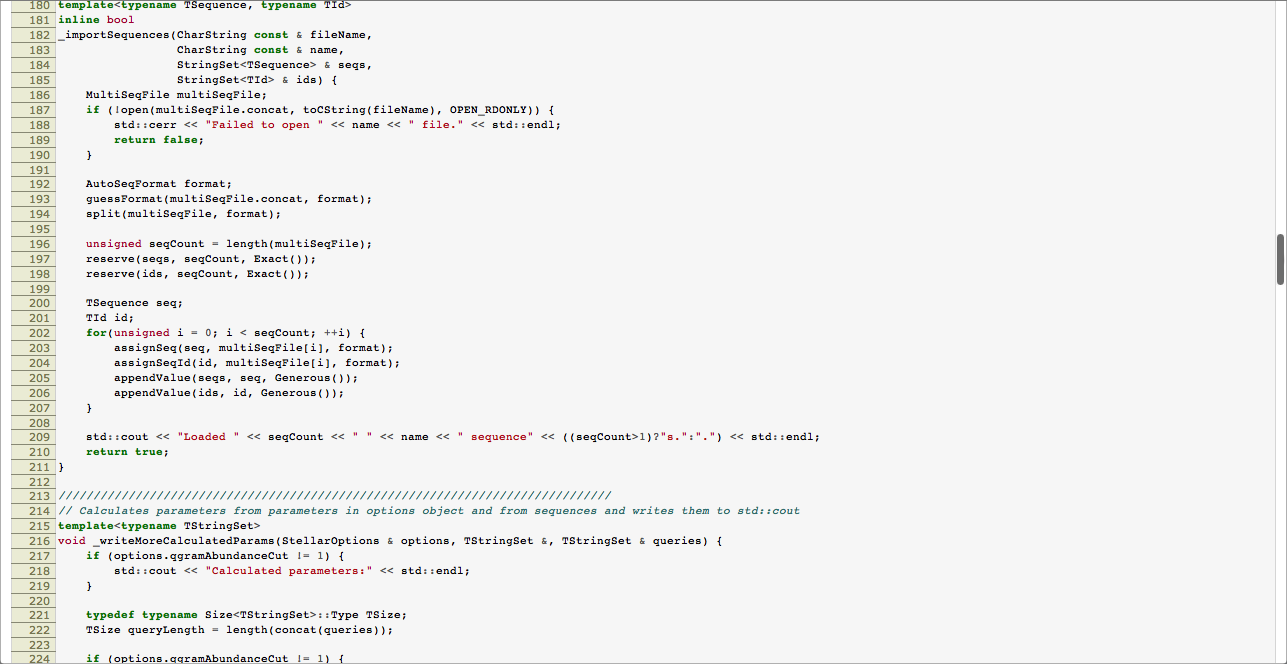 180 template<typename TSequence, typename TId>
181 inline bool
182 _importSequences(CharString const & fileName,
183                  CharString const & name,
184                  StringSet<TSequence> & seqs,
185                  StringSet<TId> & ids) {
186     MultiSeqFile multiSeqFile;
187     if (!open(multiSeqFile.concat, toCString(fileName), OPEN_RDONLY)) {
188         std::cerr << "Failed to open " << name << " file." << std::endl;
189         return false;
190     }
191
192     AutoSeqFormat format;
193     guessFormat(multiSeqFile.concat, format);
194     split(multiSeqFile, format);
195
196     unsigned seqCount = length(multiSeqFile);
197     reserve(seqs, seqCount, Exact());
198     reserve(ids, seqCount, Exact());
199
200     TSequence seq;
201     TId id;
202     for(unsigned i = 0; i < seqCount; ++i) {
203         assignSeq(seq, multiSeqFile[i], format);
204         assignSeqId(id, multiSeqFile[i], format);
205         appendValue(seqs, seq, Generous());
206         appendValue(ids, id, Generous());
207     }
208
209     std::cout << "Loaded " << seqCount << " " << name << " sequence" << ((seqCount>1)?"s.":".") << std::endl;
210     return true;
211 }
212
213 ///////////////////////////////////////////////////////////////////////////////
214 // Calculates parameters from parameters in options object and from sequences and writes them to std::cout
215 template<typename TStringSet>
216 void _writeMoreCalculatedParams(StellarOptions & options, TStringSet &, TStringSet & queries) {
217     if (options.qgramAbundanceCut != 1) {
218         std::cout << "Calculated parameters:" << std::endl;
219     }
220
221     typedef typename Size<TStringSet>::Type TSize;
222     TSize queryLength = length(concat(queries));
223
224     if (options.qgramAbundanceCut != 1) {